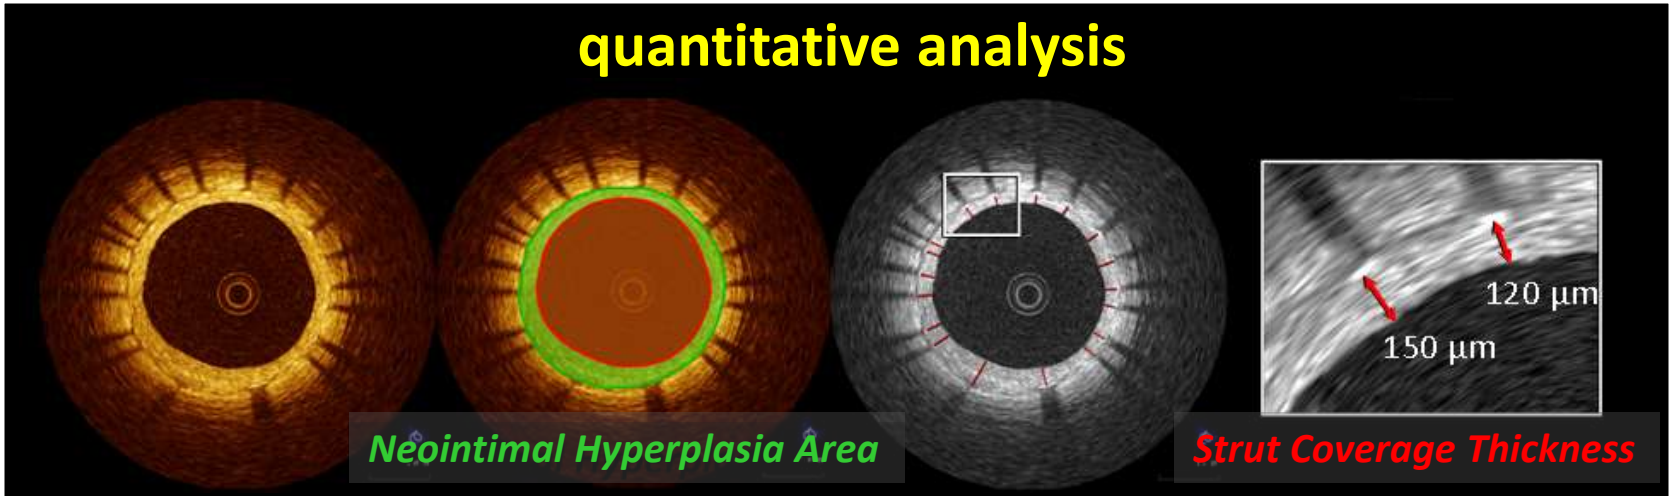 quantitative analysis
120 µm
150 µm
Neointimal Hyperplasia Area
Strut Coverage Thickness